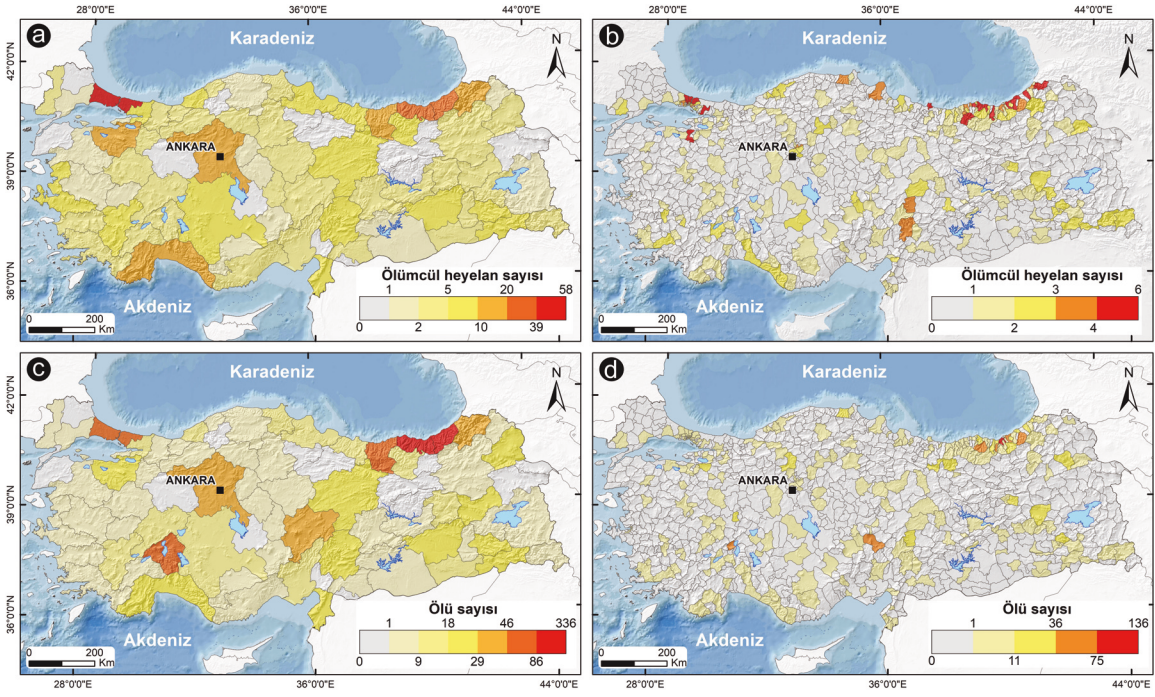 28°0'0"E 36°0'0"E 44°0'0"E 28°0'0"E 36°0'0"E 44°0'0"E
a
Karadeniz
N
42°0'0"N
39°0'0"N
36°0'0"N
ANKARA
Akdeniz
0 200
Km
Ölümcül heyelan sayısı
1 5 20 58
0 2 10 39
b
Karadeniz
N
42°0'0"N
39°0'0"N
36°0'0"N
ANKARA
Akdeniz
0 200
Km
Ölümcül heyelan sayısı
1 3 6
0 2 4
c
Karadeniz
N
42°0'0"N
39°0'0"N
36°0'0"N
ANKARA
Akdeniz
0 200
Km
Ölü sayısı
1 18 46 336
0 9 29 86
d
Karadeniz
N
42°0'0"N
39°0'0"N
36°0'0"N
ANKARA
Akdeniz
0 200
Km
Ölü sayısı
1 36 136
0 11 75
28°0'0"E 36°0'0"E 44°0'0"E 28°0'0"E 36°0'0"E 44°0'0"E